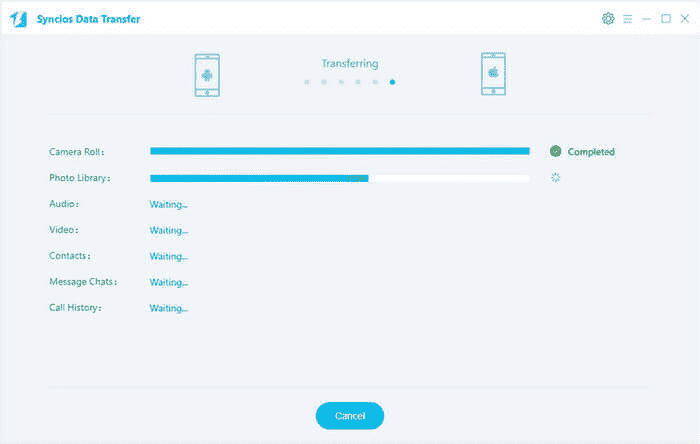 Syncios Data Transfer
Transferring
Camera Roll: Completed
Photo Library:
Audio: Waiting...
Video: Waiting...
Contacts: Waiting...
Message Chats: Waiting...
Call History: Waiting...
Cancel